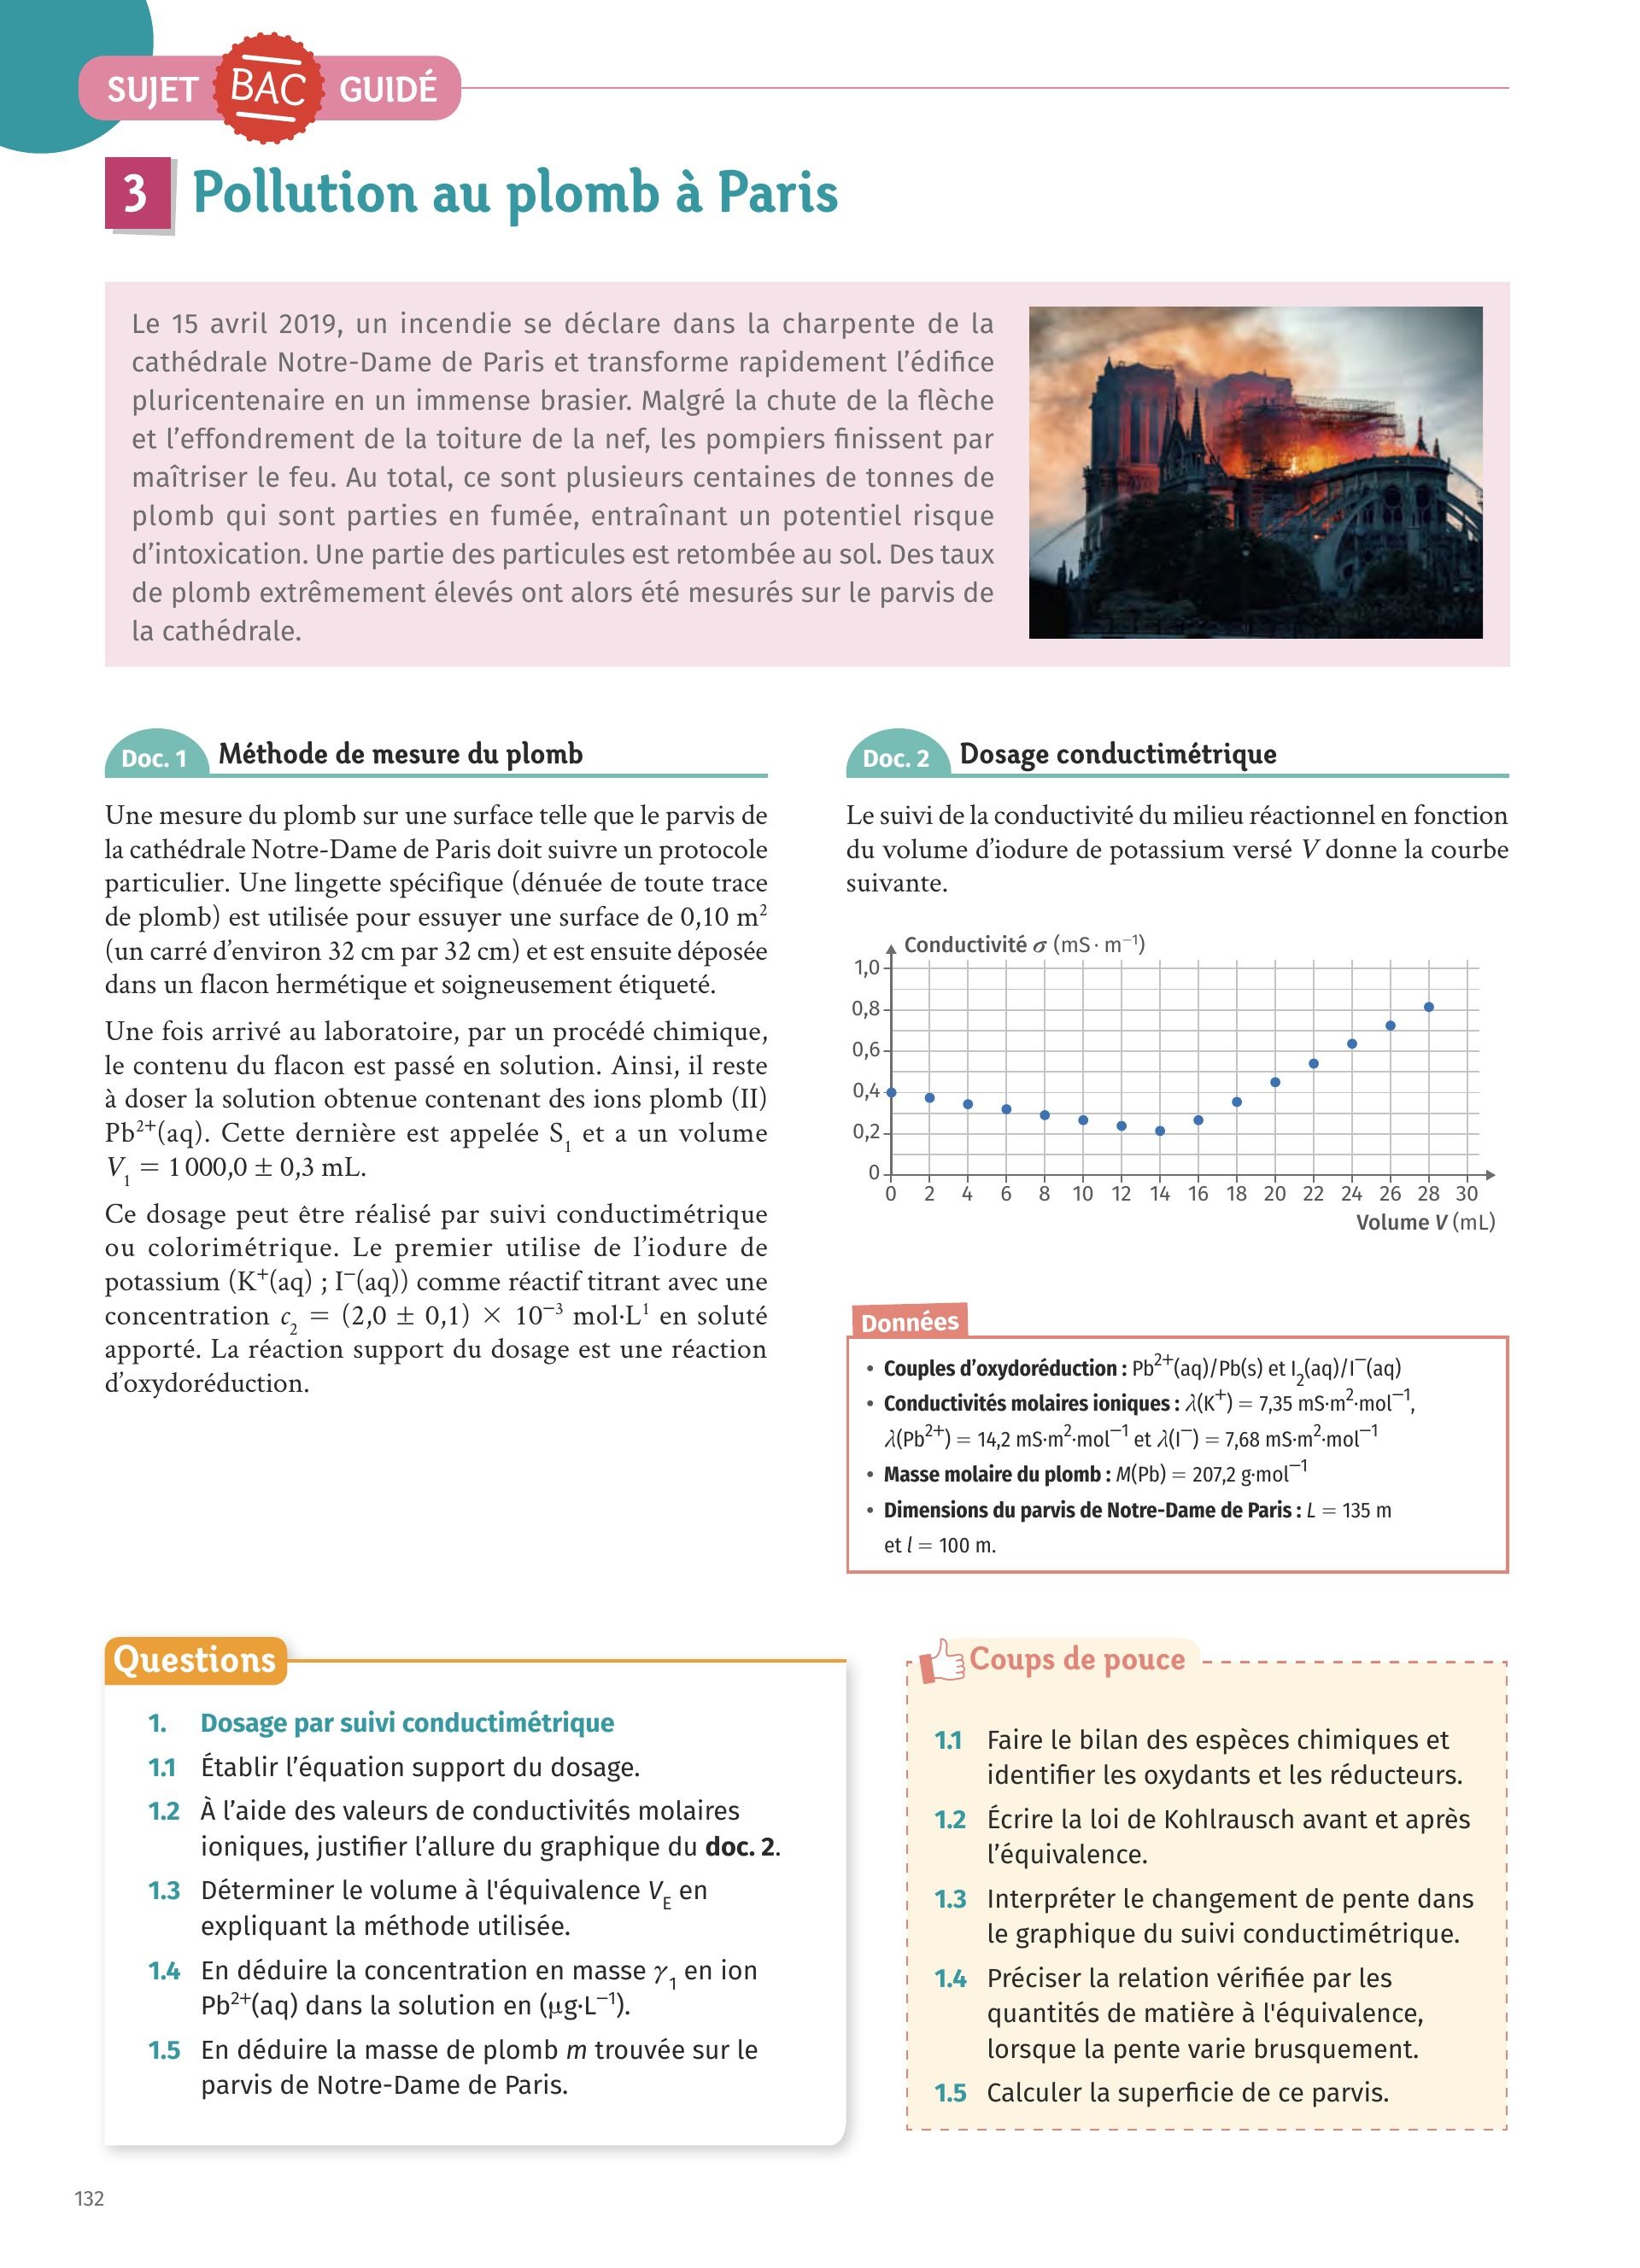 SUJET BAC GUIDÉ
3 Pollution au plomb à Paris
Le 15 avril 2019, un incendie se déclare dans la charpente de la
cathédrale Notre-Dame de Paris et transforme rapidement l’édifice
pluricentenaire en un immense brasier. Malgré la chute de la flèche
et l’effondrement de la toiture de la nef, les pompiers finissent par
maîtriser le feu. Au total, ce sont plusieurs centaines de tonnes de
plomb qui sont parties en fumée, entraînant un potentiel risque
d’intoxication. Une partie des particules est retombée au sol. Des taux
de plomb extrêmement élevés ont alors été mesurés sur le parvis de
la cathédrale.
Doc. 1 Méthode de mesure du plomb
Une mesure du plomb sur une surface telle que le parvis de
la cathédrale Notre-Dame de Paris doit suivre un protocole
particulier. Une lingette spécifique (dénuée de toute trace
de plomb) est utilisée pour essuyer une surface de 0,10 m²
(un carré d’environ 32 cm par 32 cm) et est ensuite déposée
dans un flacon hermétique et soigneusement étiqueté.
Une fois arrivé au laboratoire, par un procédé chimique,
le contenu du flacon est passé en solution. Ainsi, il reste
à doser la solution obtenue contenant des ions plomb (II)
Pb²⁺(aq). Cette dernière est appelée S₁ et a un volume
V₁ = 1 000,0 ± 0,3 mL.
Ce dosage peut être réalisé par suivi conductimétrique
ou colorimétrique. Le premier utilise de l’iodure de
potassium (K⁺(aq) ; I⁻(aq)) comme réactif titrant avec une
concentration c₂ = (2,0 ± 0,1) × 10⁻³ mol·L¹ en soluté
apporté. La réaction support du dosage est une réaction
d’oxydoréduction.
Doc. 2 Dosage conductimétrique
Le suivi de la conductivité du milieu réactionnel en fonction
du volume d’iodure de potassium versé V donne la courbe
suivante.
Conductivité σ (mS · m⁻¹)
1,0
0,8
0,6
0,4
0,2
0
0 2 4 6 8 10 12 14 16 18 20 22 24 26 28 30
Volume V (mL)
Données
• Couples d’oxydoréduction : Pb²⁺(aq)/Pb(s) et I₂(aq)/I⁻(aq)
• Conductivités molaires ioniques : λ(K⁺) = 7,35 mS·m²·mol⁻¹,
λ(Pb²⁺) = 14,2 mS·m²·mol⁻¹ et λ(I⁻) = 7,68 mS·m²·mol⁻¹
• Masse molaire du plomb : M(Pb) = 207,2 g·mol⁻¹
• Dimensions du parvis de Notre-Dame de Paris : L = 135 m
et l = 100 m.
Questions
1. Dosage par suivi conductimétrique
1.1 Établir l’équation support du dosage.
1.2 À l’aide des valeurs de conductivités molaires
ioniques, justifier l’allure du graphique du doc. 2.
1.3 Déterminer le volume à l'équivalence V_E en
expliquant la méthode utilisée.
1.4 En déduire la concentration en masse γ₁ en ion
Pb²⁺(aq) dans la solution en (µg·L⁻¹).
1.5 En déduire la masse de plomb m trouvée sur le
parvis de Notre-Dame de Paris.
Coups de pouce
1.1 Faire le bilan des espèces chimiques et
identifier les oxydants et les réducteurs.
1.2 Écrire la loi de Kohlrausch avant et après
l’équivalence.
1.3 Interpréter le changement de pente dans
le graphique du suivi conductimétrique.
1.4 Préciser la relation vérifiée par les
quantités de matière à l'équivalence,
lorsque la pente varie brusquement.
1.5 Calculer la superficie de ce parvis.
132